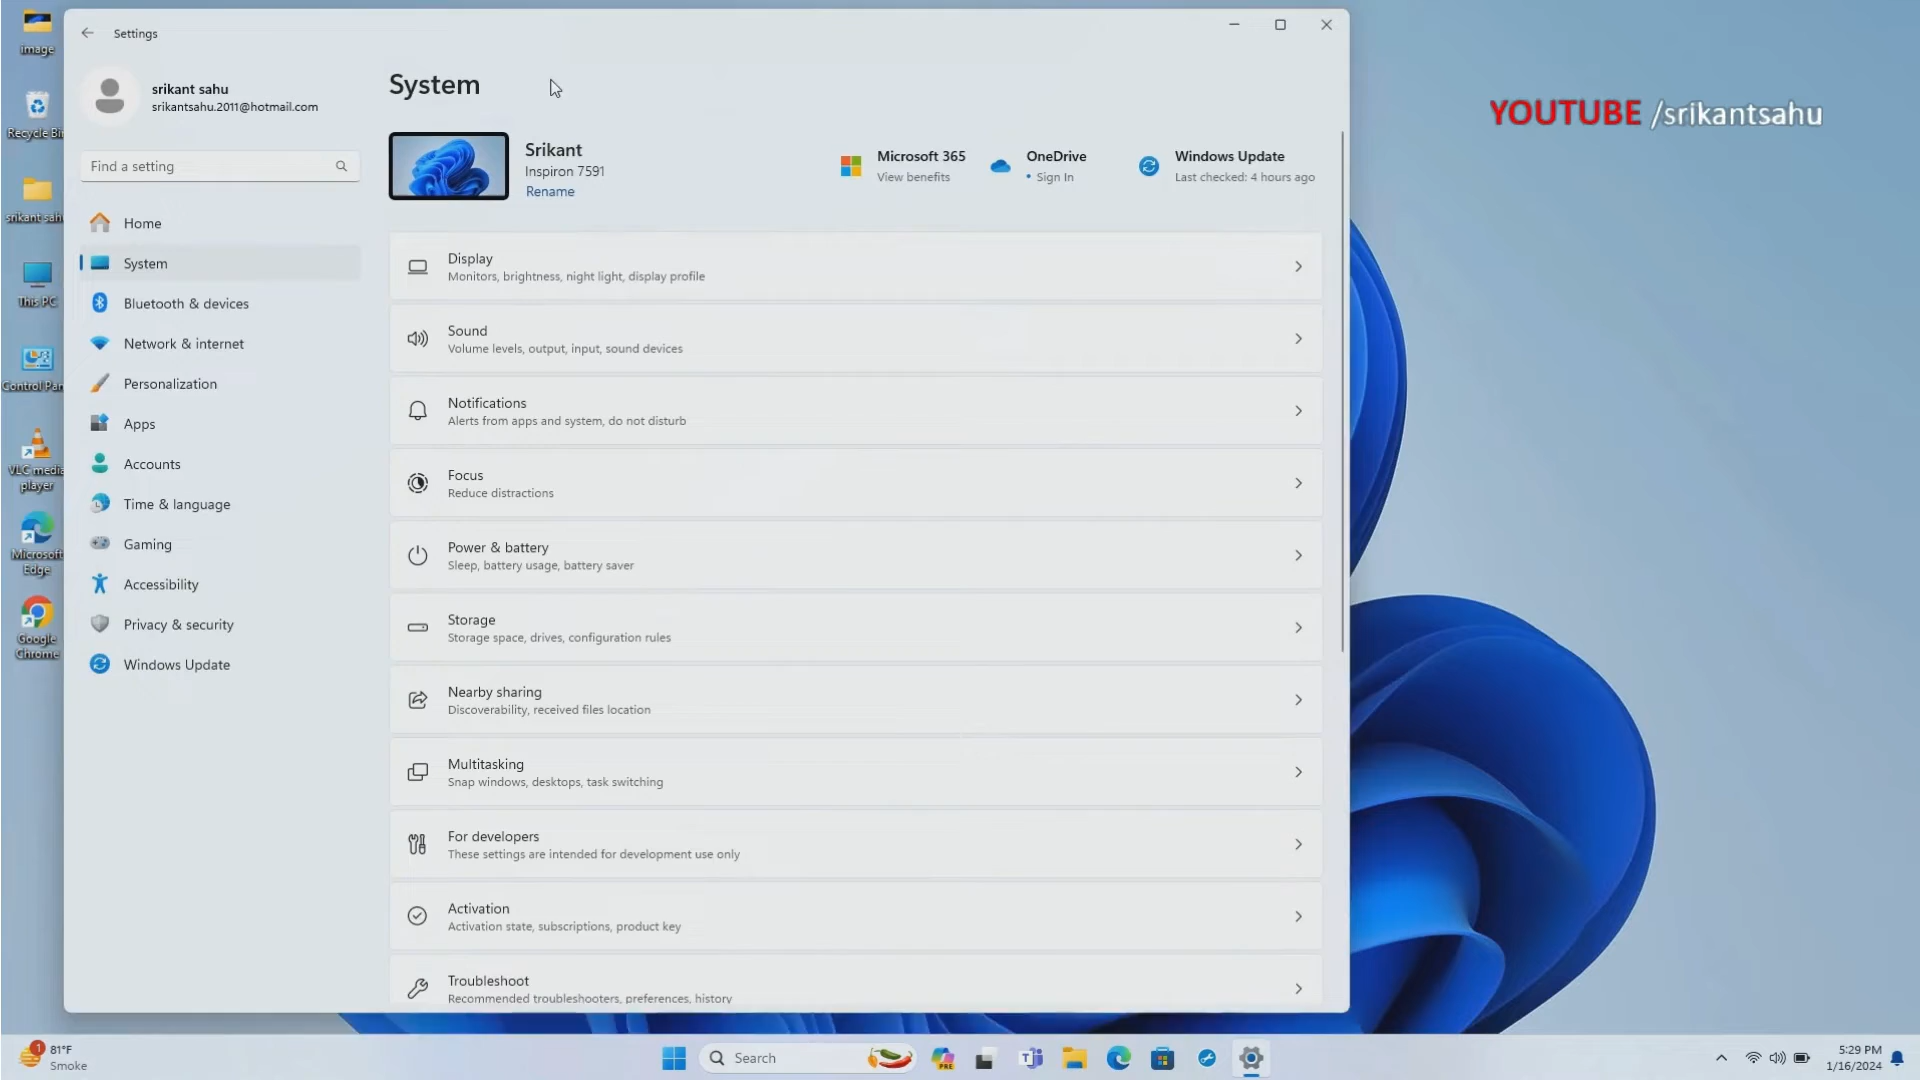 image
Recycle Bi
srikant sah
This PC
Control Pan
VLC media
player
Microsoft
Edge
Google
Chrome
Settings
srikant sahu
srikantsahu.2011@hotmail.com
Find a setting
Home
System
Bluetooth & devices
Network & internet
Personalization
Apps
Accounts
Time & language
Gaming
Accessibility
Privacy & security
Windows Update
System
Srikant
Inspiron 7591
Rename
Microsoft 365
View benefits
OneDrive
• Sign In
Windows Update
Last checked: 4 hours ago
Display
Monitors, brightness, night light, display profile
Sound
Volume levels, output, input, sound devices
Notifications
Alerts from apps and system, do not disturb
Focus
Reduce distractions
Power & battery
Sleep, battery usage, battery saver
Storage
Storage space, drives, configuration rules
Nearby sharing
Discoverability, received files location
Multitasking
Snap windows, desktops, task switching
For developers
These settings are intended for development use only
Activation
Activation state, subscriptions, product key
Troubleshoot
Recommended troubleshooters, preferences, history
YOUTUBE /srikantsahu
1
81°F
Smoke
Search
PRE
5:29 PM
1/16/2024